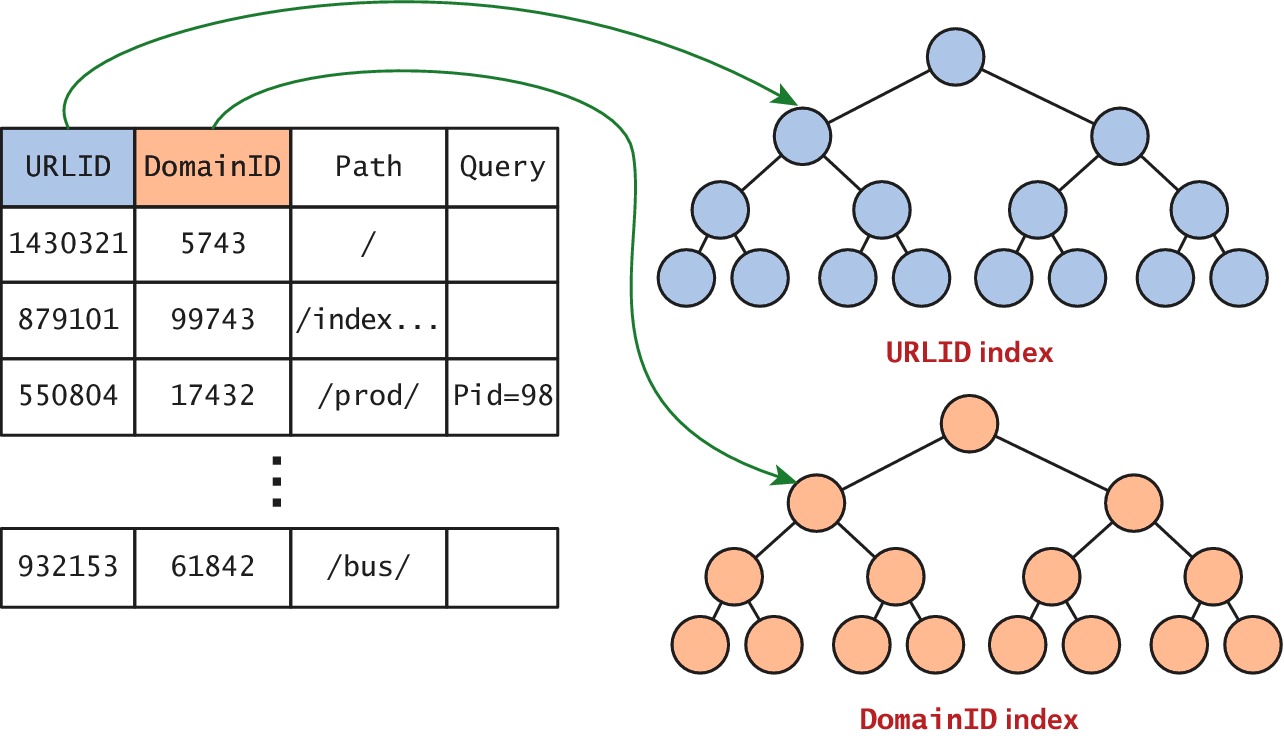 URLID DomainID Path Query
1430321 5743 /
879101 99743 /index...
550804 17432 /prod/ Pid=98
932153 61842 /bus/
URLID index
DomainID index